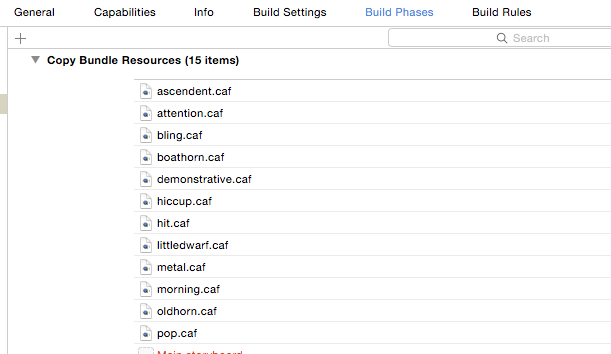 General Capabilities Info Build Settings Build Phases Build Rules
Search
Copy Bundle Resources (15 items)
ascendent.caf
attention.caf
bling.caf
boathorn.caf
demonstrative.caf
hiccup.caf
hit.caf
littledwarf.caf
metal.caf
morning.caf
oldhorn.caf
pop.caf
Main.storyboard